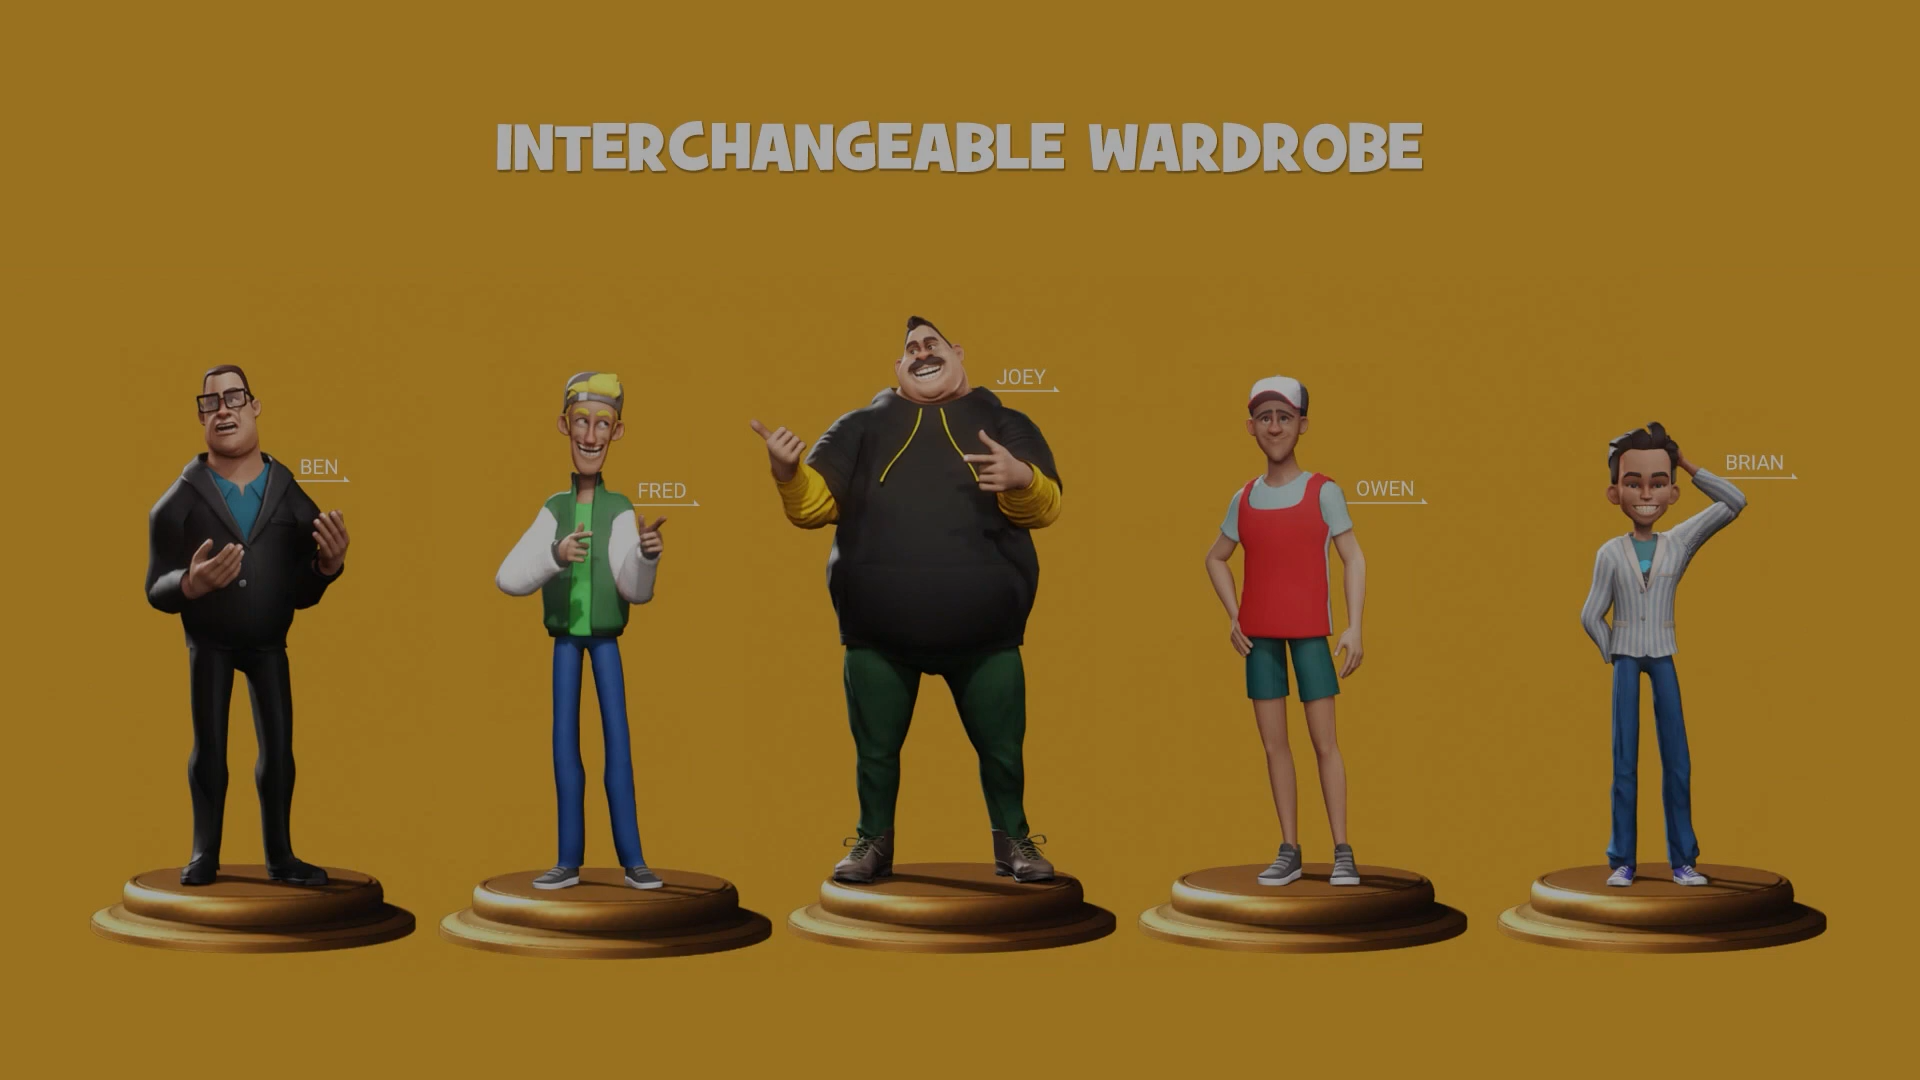 INTERCHANGEABLE WARDROBE
JOEY
BEN
BRIAN
FRED
OWEN